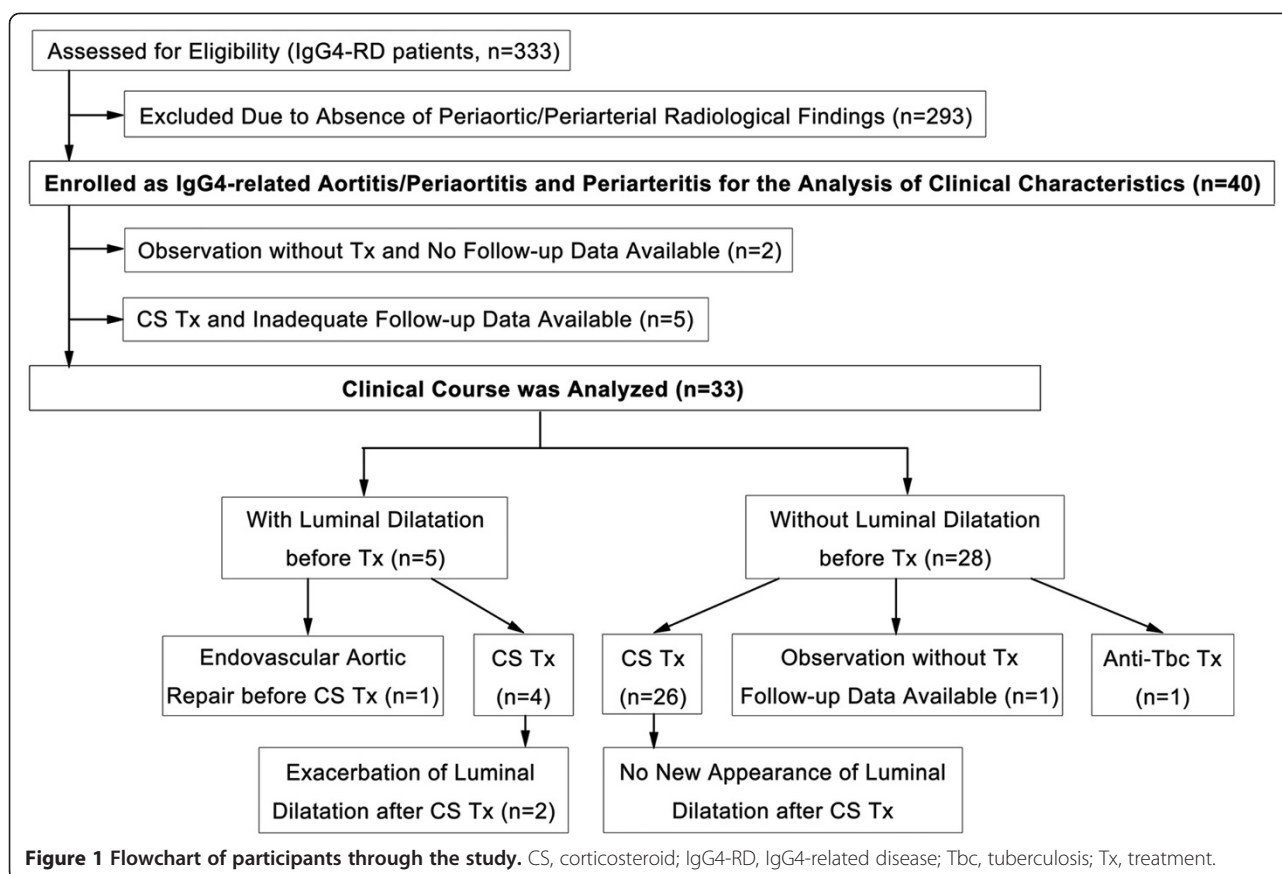 Assessed for Eligibility (IgG4-RD patients, n=333)
Excluded Due to Absence of Periaortic/Periarterial Radiological Findings (n=293)
Enrolled as IgG4-related Aortitis/Periaortitis and Periarteritis for the Analysis of Clinical Characteristics (n=40)
Observation without Tx and No Follow-up Data Available (n=2)
CS Tx and Inadequate Follow-up Data Available (n=5)
Clinical Course was Analyzed (n=33)
With Luminal Dilatation
before Tx (n=5)
Without Luminal Dilatation
before Tx (n=28)
Endovascular Aortic
Repair before CS Tx (n=1)
CS Tx
(n=4)
CS Tx
(n=26)
Observation without Tx
Follow-up Data Available (n=1)
Anti-Tbc Tx
(n=1)
Exacerbation of Luminal
Dilatation after CS Tx (n=2)
No New Appearance of Luminal
Dilatation after CS Tx
Figure 1 Flowchart of participants through the study. CS, corticosteroid; IgG4-RD, IgG4-related disease; Tbc, tuberculosis; Tx, treatment.